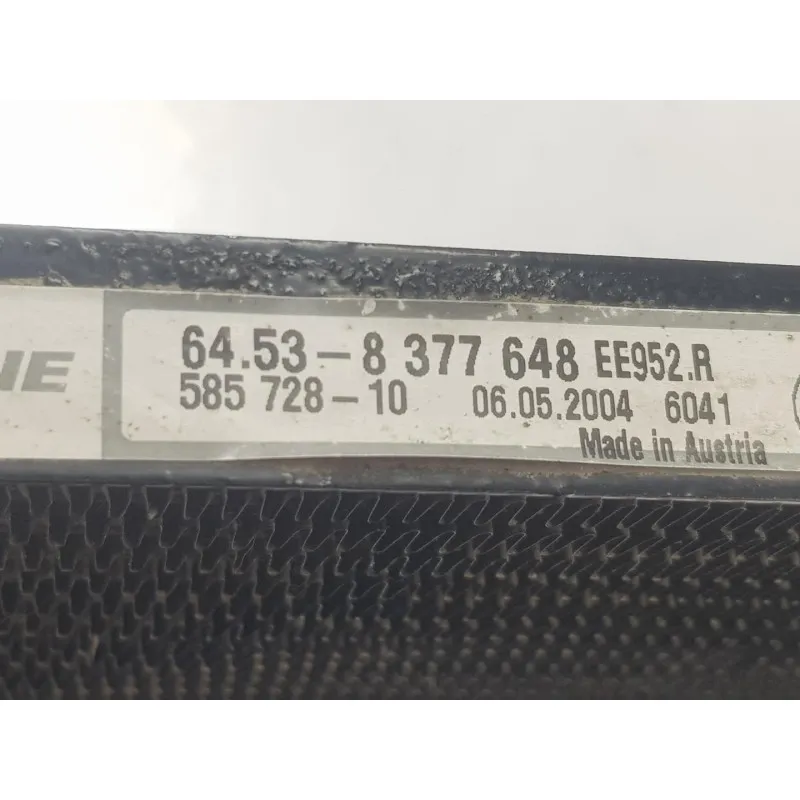 64.53-8 377 648 EE952.R
585 728-10 06.05.2004 6041
Made in Austria